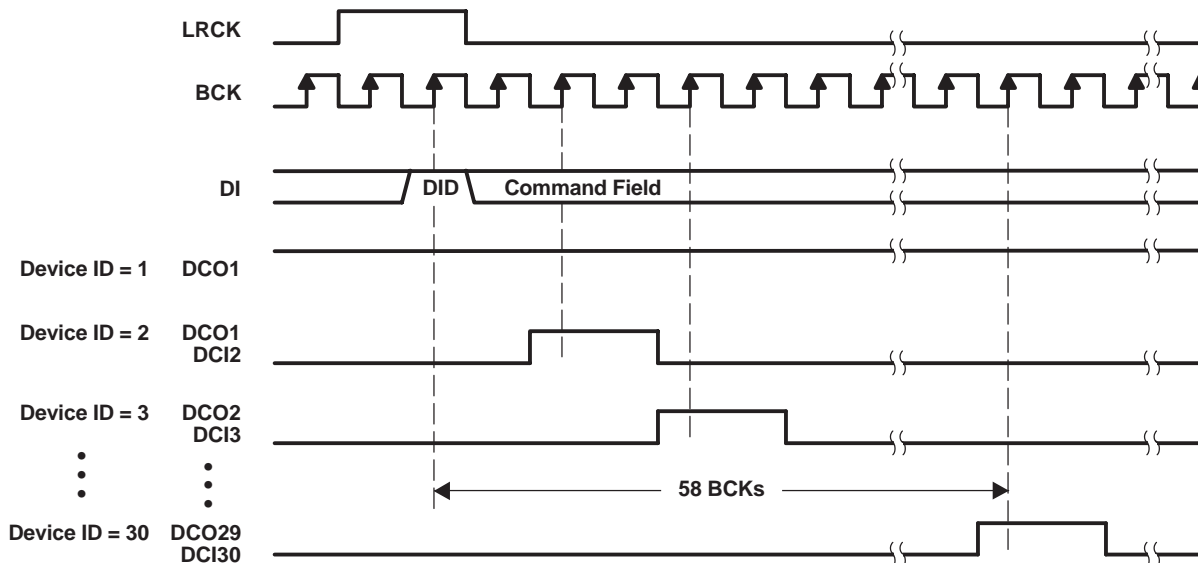 LRCK
BCK
DI
DID Command Field
Device ID = 1 DCO1
Device ID = 2 DCO1
DCI2
Device ID = 3 DCO2
DCI3
58 BCKs
Device ID = 30 DCO29
DCI30